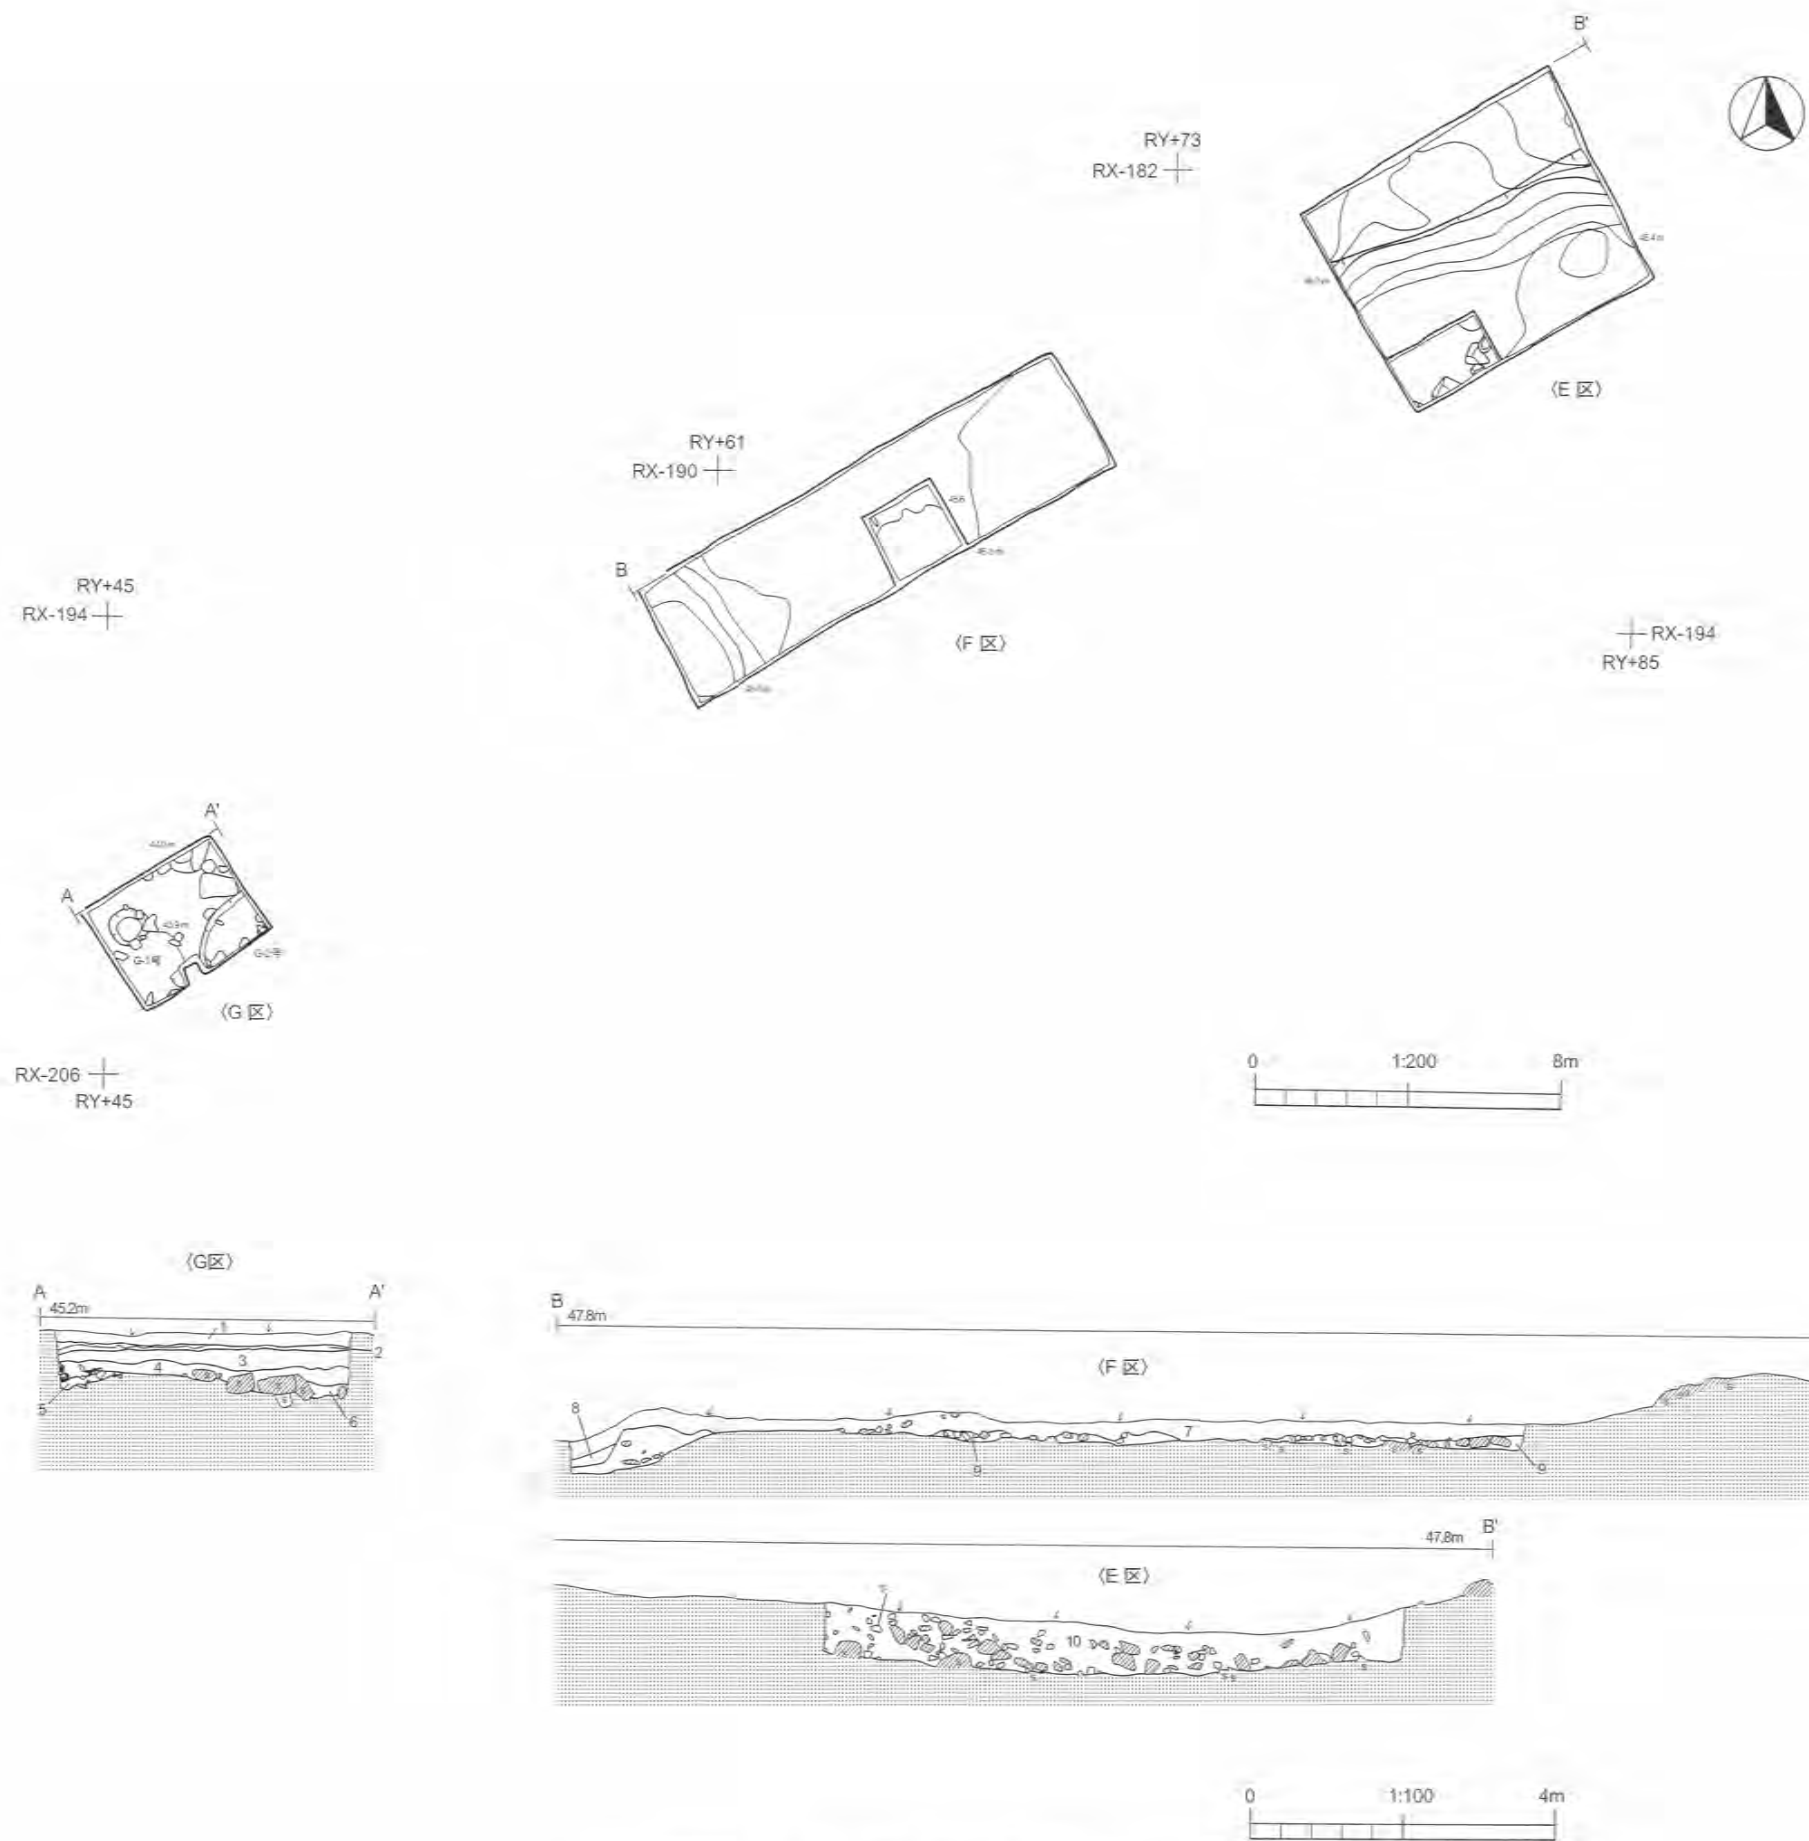 B'
RY+73
RX-182
〈E 区〉
RY+61
RX-190
B
〈F 区〉
RY+45
RX-194
RX-194
RY+85
A'
A
〈G 区〉
RX-206
RY+45
0 1:200 8m
〈G区〉
A A'
45.2m
2
3
4
5
6
B
47.8m
〈F 区〉
8
7
9
9
B'
47.8m
〈E 区〉
10
0 1:100 4m